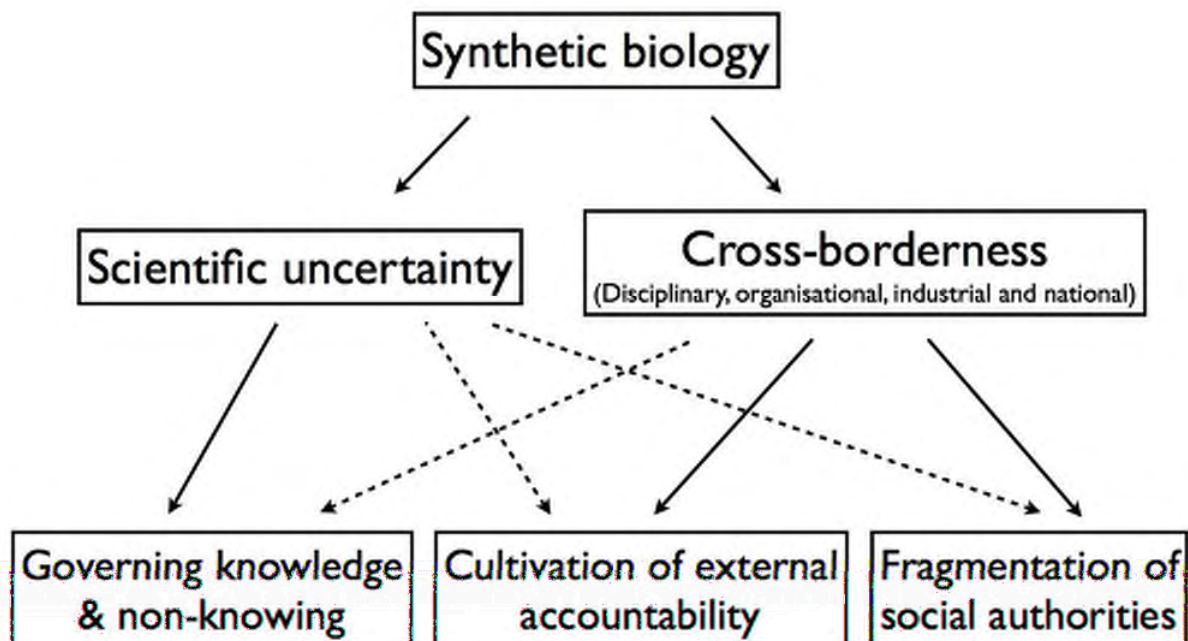 Synthetic biology
Scientific uncertainty
Cross-borderness
(Disciplinary, organisational, industrial and national)
Governing knowledge
& non-knowing
Cultivation of external
accountability
Fragmentation of
social authorities